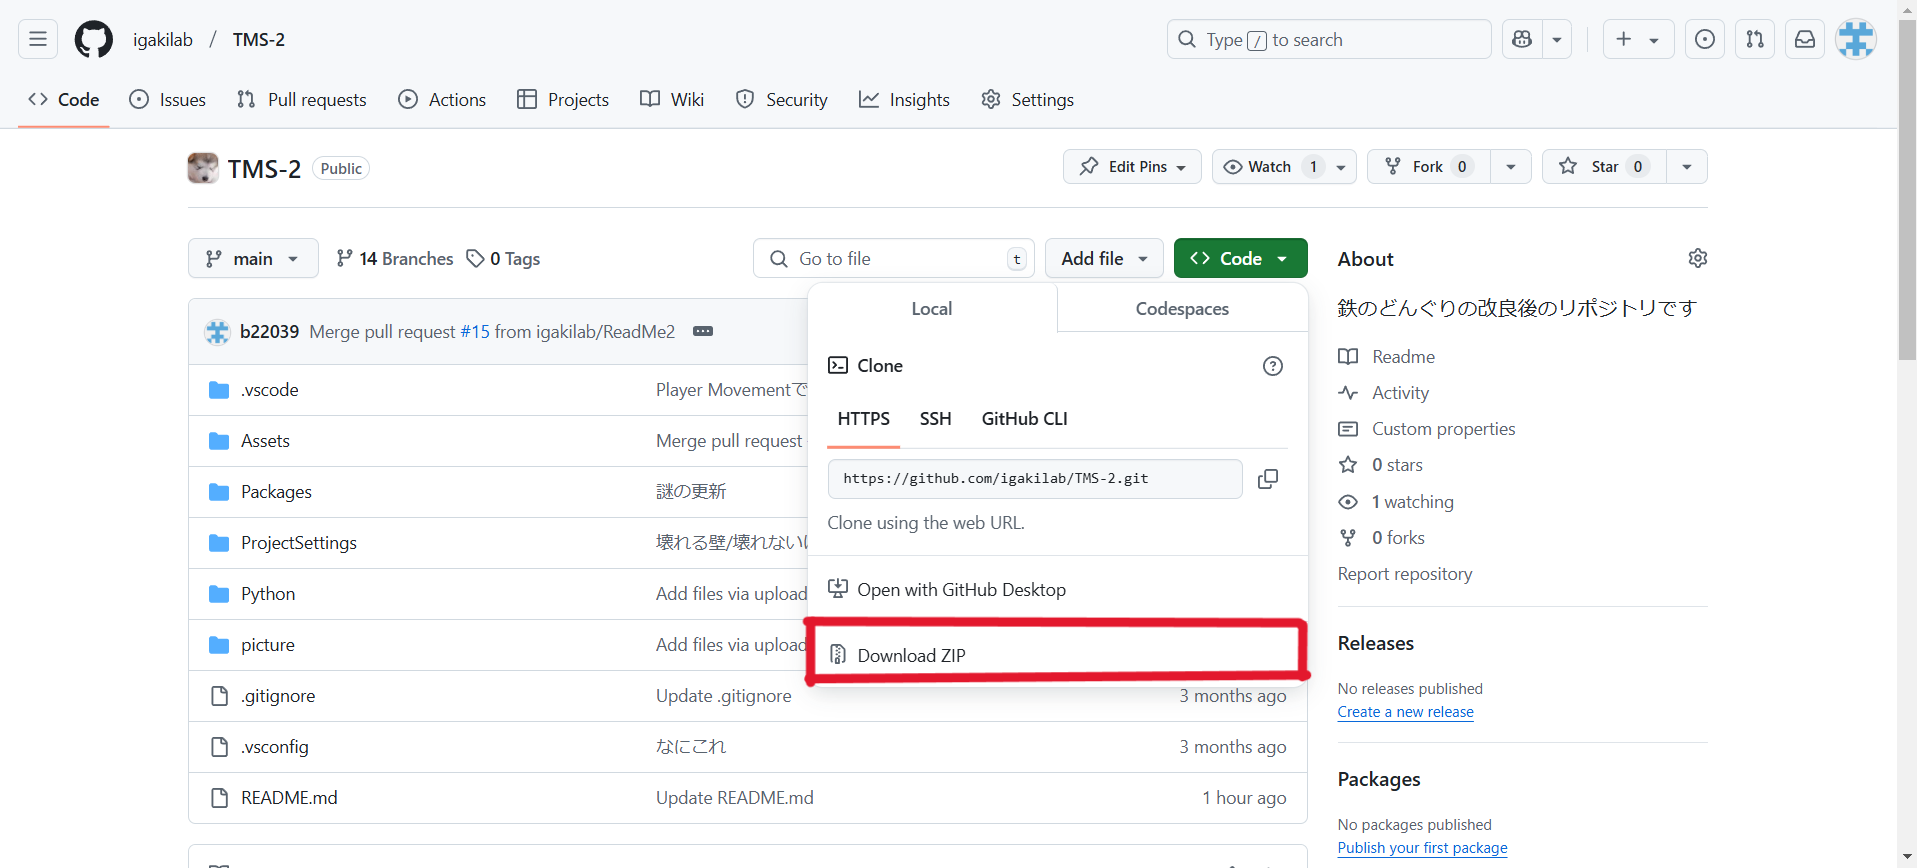 igakilab / TMS-2
Type / to search
Code Issues Pull requests Actions Projects Wiki Security Insights Settings
TMS-2 Public
Edit Pins Watch 1 Fork 0 Star 0
main 14 Branches 0 Tags
Go to file t Add file Code
b22039 Merge pull request #15 from igakilab/ReadMe2
.vscode Player Movementで
Assets Merge pull request
Packages 謎の更新
ProjectSettings 壊れる壁/壊れない
Python Add files via upload
picture Add files via upload
.gitignore Update .gitignore 3 months ago
.vsconfig なにこれ 3 months ago
README.md Update README.md 1 hour ago
Local Codespaces
Clone
HTTPS SSH GitHub CLI
https://github.com/igakilab/TMS-2.git
Clone using the web URL.
Open with GitHub Desktop
Download ZIP
About
鉄のどんぐりの改良後のリポジトリです
Readme
Activity
Custom properties
0 stars
1 watching
0 forks
Report repository
Releases
No releases published
Create a new release
Packages
No packages published
Publish your first package